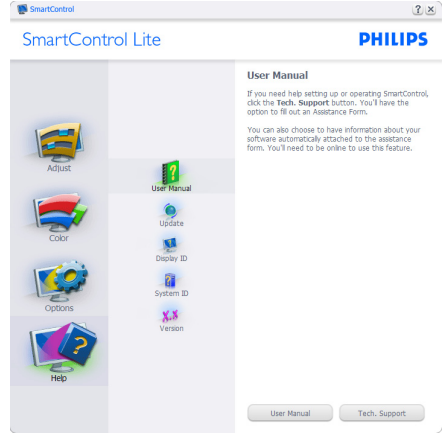 SmartControl
SmartControl Lite
PHILIPS
Adjust
Color
Options
Help
User Manual
Update
Display ID
System ID
X.X
Version
User Manual
If you need help setting up or operating SmartControl,
click the Tech. Support button. You'll have the
option to fill out an Assistance Form.
You can also choose to have information about your
software automatically attached to the assistance
form. You'll need to be online to use this feature.
User Manual
Tech. Support